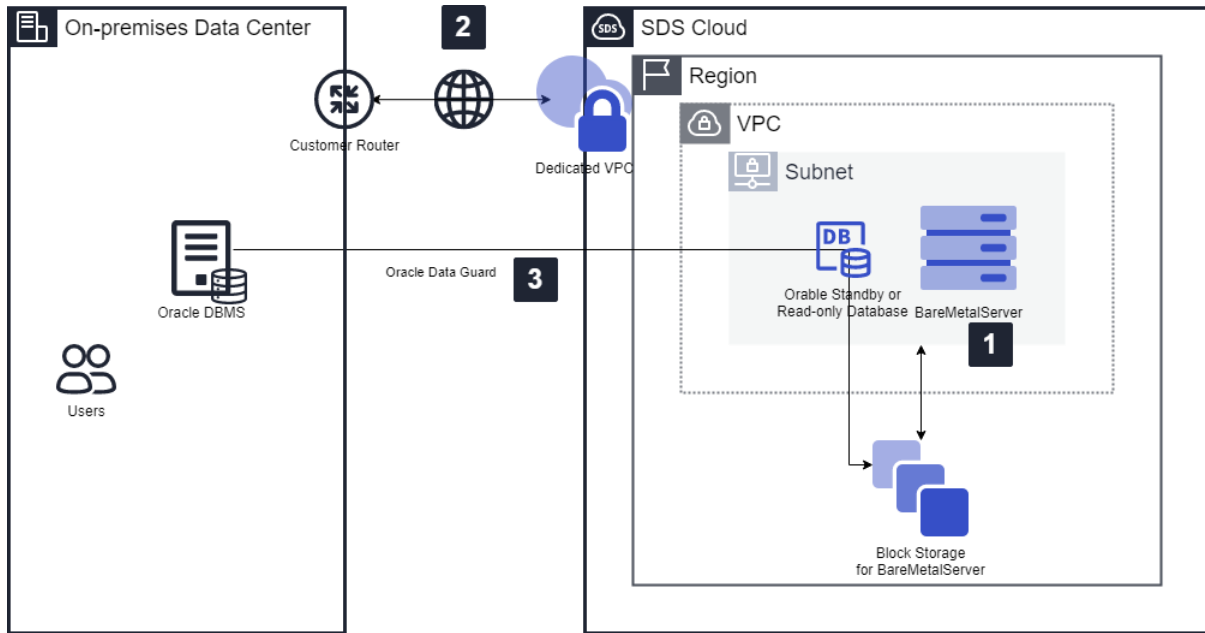 On-premises Data Center
2
SDS
SDS Cloud
Region
VPC
Customer Router
Dedicated VPC
Subnet
DB
Oracle Data Guard
3
Oracle DBMS
Orable Standby or
Read-only Database
BareMetalServer
1
Users
Block Storage
for BareMetalServer